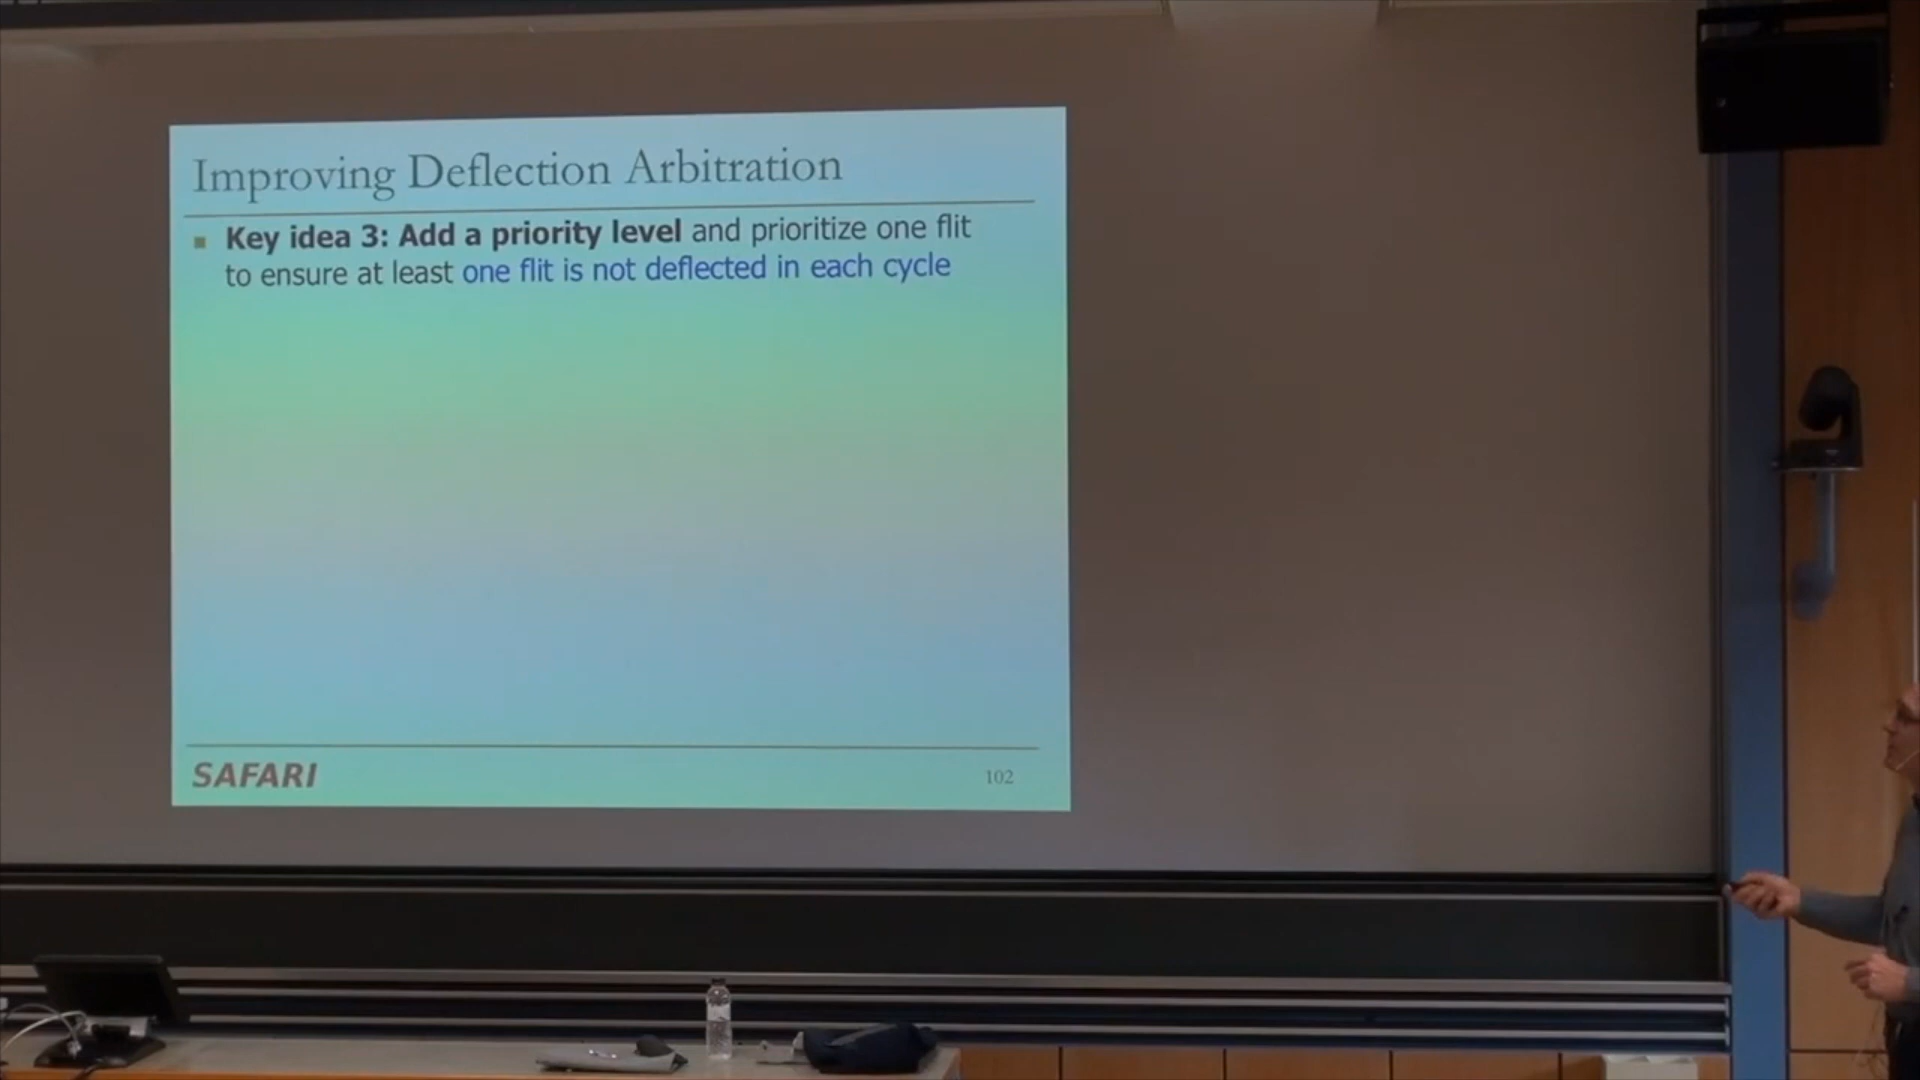 Improving Deflection Arbitration
Key idea 3: Add a priority level and prioritize one flit
to ensure at least one flit is not deflected in each cycle
SAFARI
102